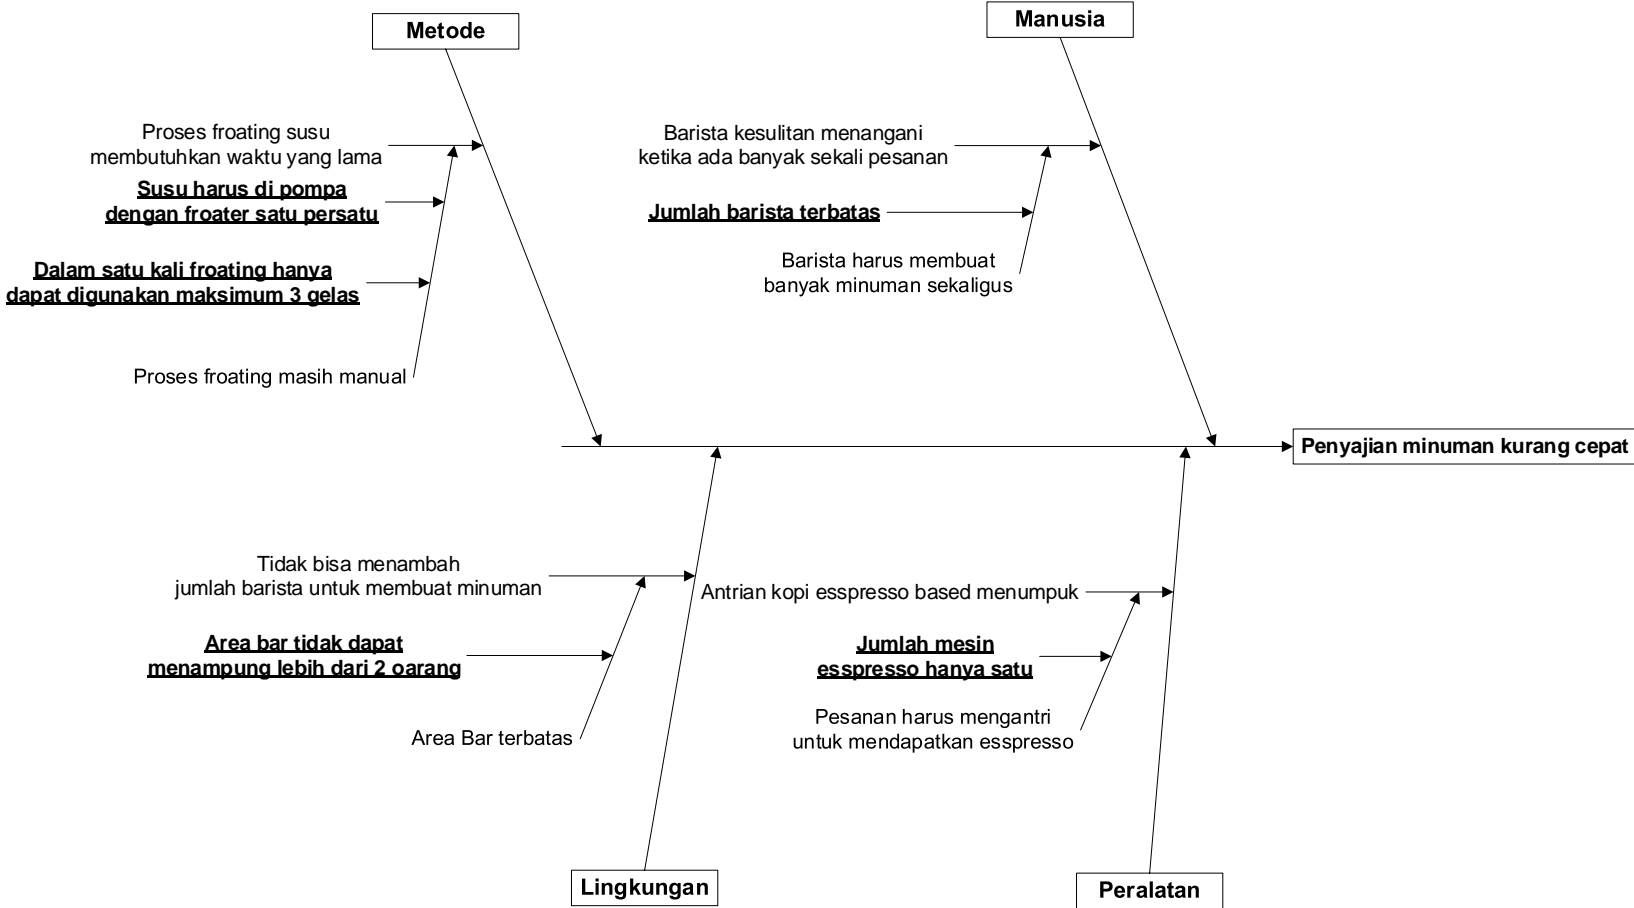 Metode
Manusia
Proses froating susu
membutuhkan waktu yang lama
Susu harus di pompa
dengan froater satu persatu
Dalam satu kali froating hanya
dapat digunakan maksimum 3 gelas
Proses froating masih manual
Barista kesulitan menangani
ketika ada banyak sekali pesanan
Jumlah barista terbatas
Barista harus membuat
banyak minuman sekaligus
Penyajian minuman kurang cepat
Tidak bisa menambah
jumlah barista untuk membuat minuman
Area bar tidak dapat
menampung lebih dari 2 oarang
Area Bar terbatas
Antrian kopi esspresso based menumpuk
Jumlah mesin
esspresso hanya satu
Pesanan harus mengantri
untuk mendapatkan esspresso
Lingkungan
Peralatan